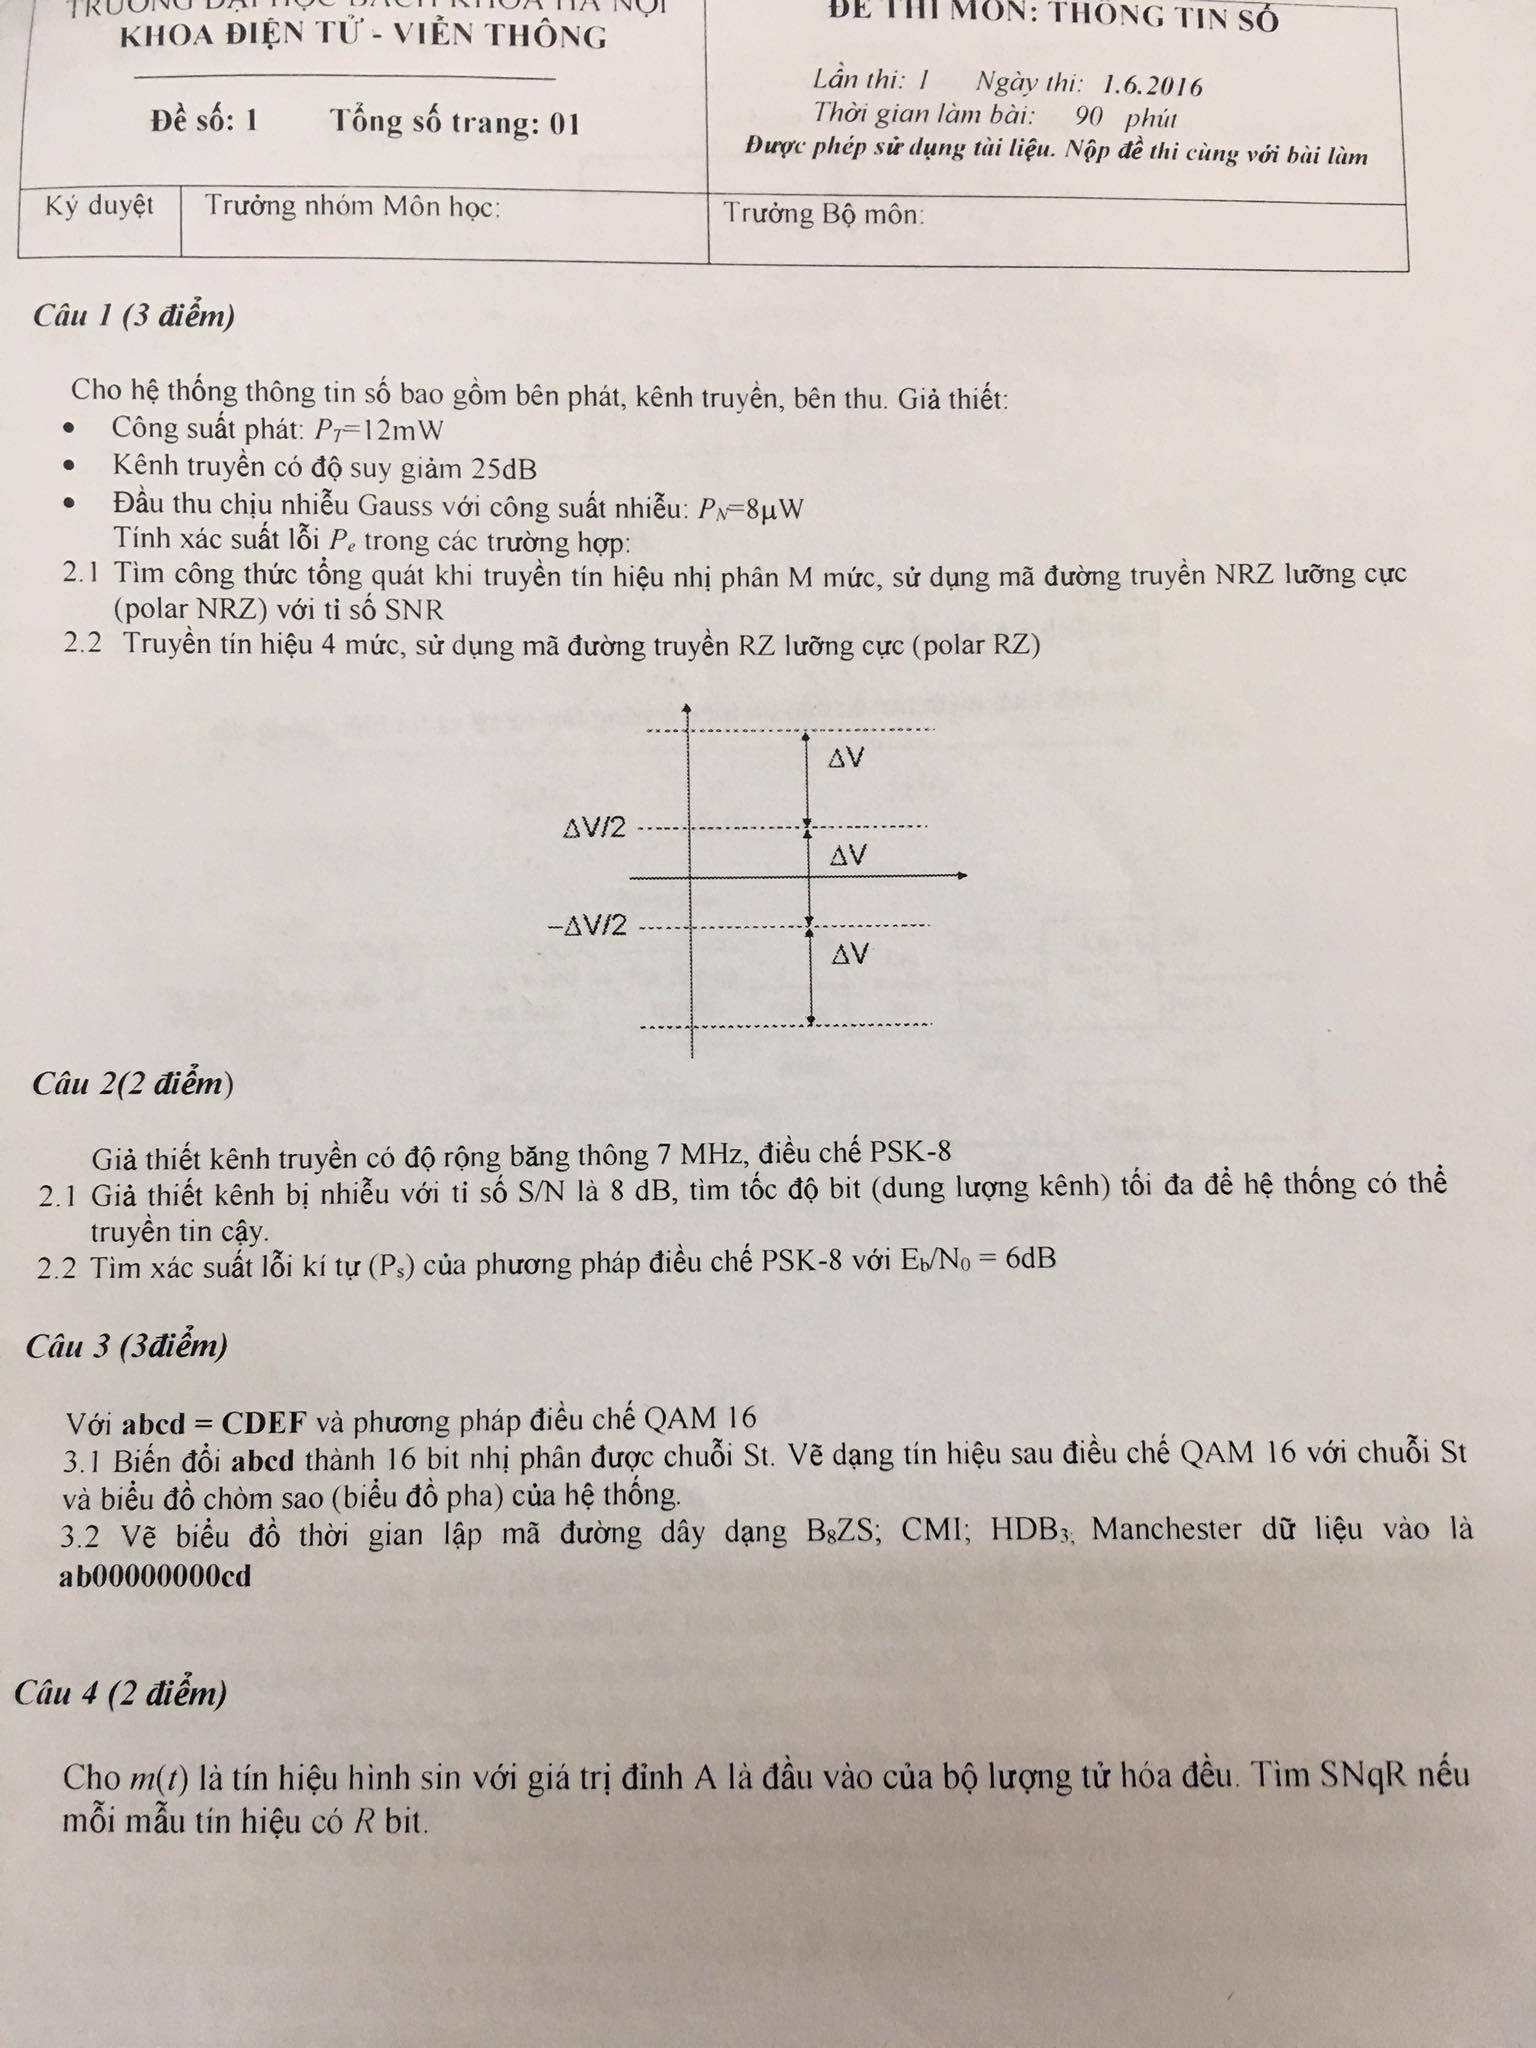 TRƯỜNG ĐẠI HỌC BÁCH KHOA HÀ NỘI
KHOA ĐIỆN TỬ - VIỄN THÔNG
Đề số: 1 Tổng số trang: 01
ĐỀ THI MÔN: THÔNG TIN SỐ
Lần thi: 1 Ngày thi: 1.6.2016
Thời gian làm bài: 90 phút
Được phép sử dụng tài liệu. Nộp đề thi cùng với bài làm
Ký duyệt Trưởng nhóm Môn học: Trưởng Bộ môn:
Câu 1 (3 điểm)
Cho hệ thống thông tin số bao gồm bên phát, kênh truyền, bên thu. Giả thiết:
• Công suất phát: P_T=12mW
• Kênh truyền có độ suy giảm 25dB
• Đầu thu chịu nhiễu Gauss với công suất nhiễu: P_N=8µW
Tính xác suất lỗi P_e trong các trường hợp:
2.1 Tìm công thức tổng quát khi truyền tín hiệu nhị phân M mức, sử dụng mã đường truyền NRZ lưỡng cực
(polar NRZ) với tỉ số SNR
2.2 Truyền tín hiệu 4 mức, sử dụng mã đường truyền RZ lưỡng cực (polar RZ)
ΔV
ΔV/2
ΔV
−ΔV/2
ΔV
Câu 2(2 điểm)
Giả thiết kênh truyền có độ rộng băng thông 7 MHz, điều chế PSK-8
2.1 Giả thiết kênh bị nhiễu với tỉ số S/N là 8 dB, tìm tốc độ bit (dung lượng kênh) tối đa để hệ thống có thể
truyền tin cậy.
2.2 Tìm xác suất lỗi kí tự (P_s) của phương pháp điều chế PSK-8 với E_b/N_0 = 6dB
Câu 3 (3điểm)
Với abcd = CDEF và phương pháp điều chế QAM 16
3.1 Biến đổi abcd thành 16 bit nhị phân được chuỗi St. Vẽ dạng tín hiệu sau điều chế QAM 16 với chuỗi St
và biểu đồ chòm sao (biểu đồ pha) của hệ thống.
3.2 Vẽ biểu đồ thời gian lập mã đường dây dạng B_8ZS; CMI; HDB_3; Manchester dữ liệu vào là
ab00000000cd
Câu 4 (2 điểm)
Cho m(t) là tín hiệu hình sin với giá trị đỉnh A là đầu vào của bộ lượng tử hóa đều. Tìm SNqR nếu
mỗi mẫu tín hiệu có R bit.